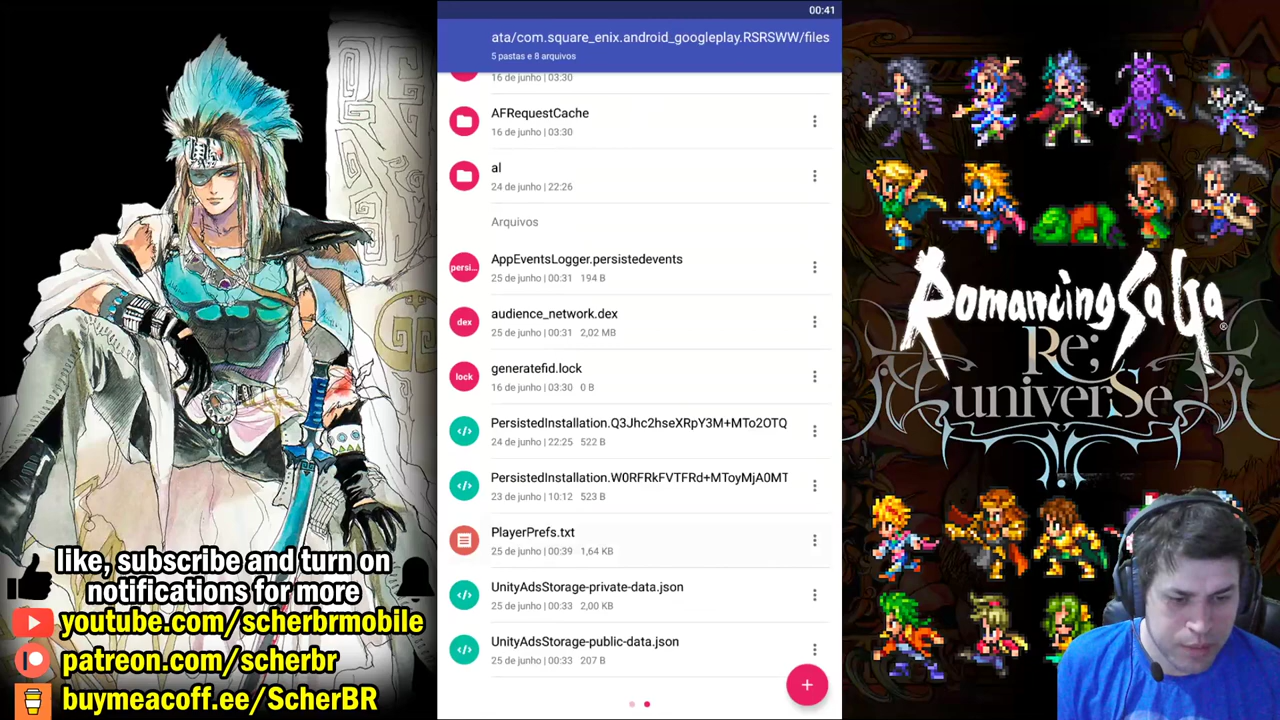 00:41
ata/com.square_enix.android_googleplay.RSRSWW/files
5 pastas e 8 arquivos
16 de junho | 03:30
AFRequestCache
16 de junho | 03:30
al
24 de junho | 22:26
Arquivos
persi...
AppEventsLogger.persistedevents
25 de junho | 00:31 194 B
dex
audience_network.dex
25 de junho | 00:31 2,02 MB
lock
generatefid.lock
16 de junho | 03:30 0 B
PersistedInstallation.Q3Jhc2hseXRpY3M+MTo2OTQ
24 de junho | 22:25 522 B
PersistedInstallation.W0RFRkFVTFRd+MToyMjA0MT
23 de junho | 10:12 523 B
PlayerPrefs.txt
25 de junho | 00:39 1,64 KB
UnityAdsStorage-private-data.json
25 de junho | 00:33 2,00 KB
UnityAdsStorage-public-data.json
25 de junho | 00:33 207 B
like, subscribe and turn on
notifications for more
youtube.com/scherbrmobile
patreon.com/scherbr
buymeacoff.ee/ScherBR
Romancing SaGa®
Re;
univerSe